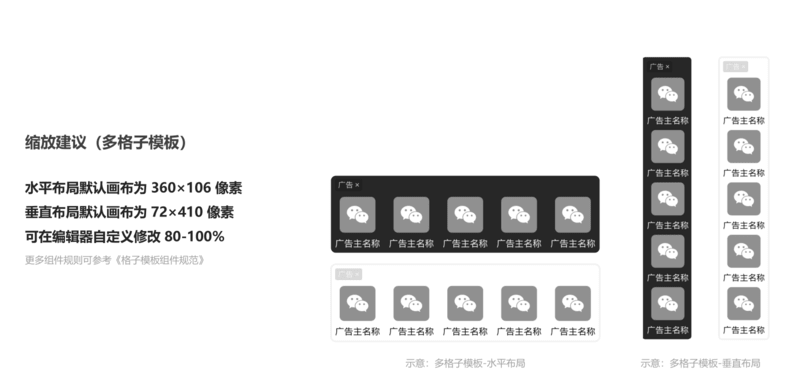 缩放建议（多格子模板）
水平布局默认画布为 360×106 像素
垂直布局默认画布为 72×410 像素
可在编辑器自定义修改 80-100%
更多组件规则可参考《格子模板组件规范》
广告 ×
广告主名称 广告主名称 广告主名称 广告主名称 广告主名称
广告 ×
广告主名称 广告主名称 广告主名称 广告主名称 广告主名称
示意：多格子模板-水平布局
广告 ×
广告主名称
广告主名称
广告主名称
广告主名称
广告主名称
广告 ×
广告主名称
广告主名称
广告主名称
广告主名称
广告主名称
示意：多格子模板-垂直布局